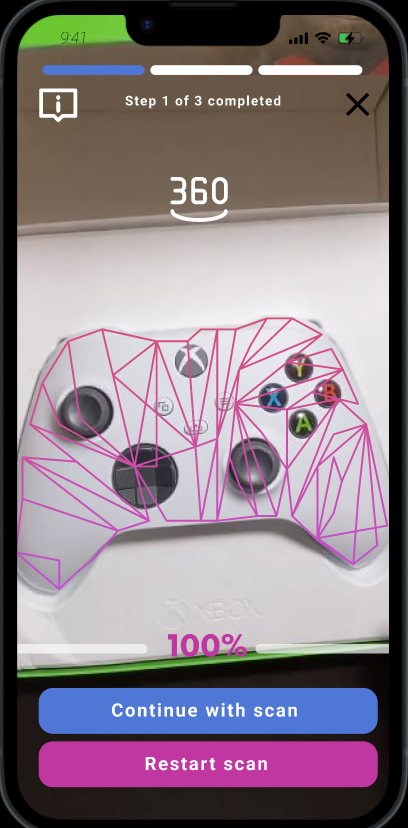 9:41
Step 1 of 3 completed
360
Y
X
B
A
XBOX
100%
Continue with scan
Restart scan